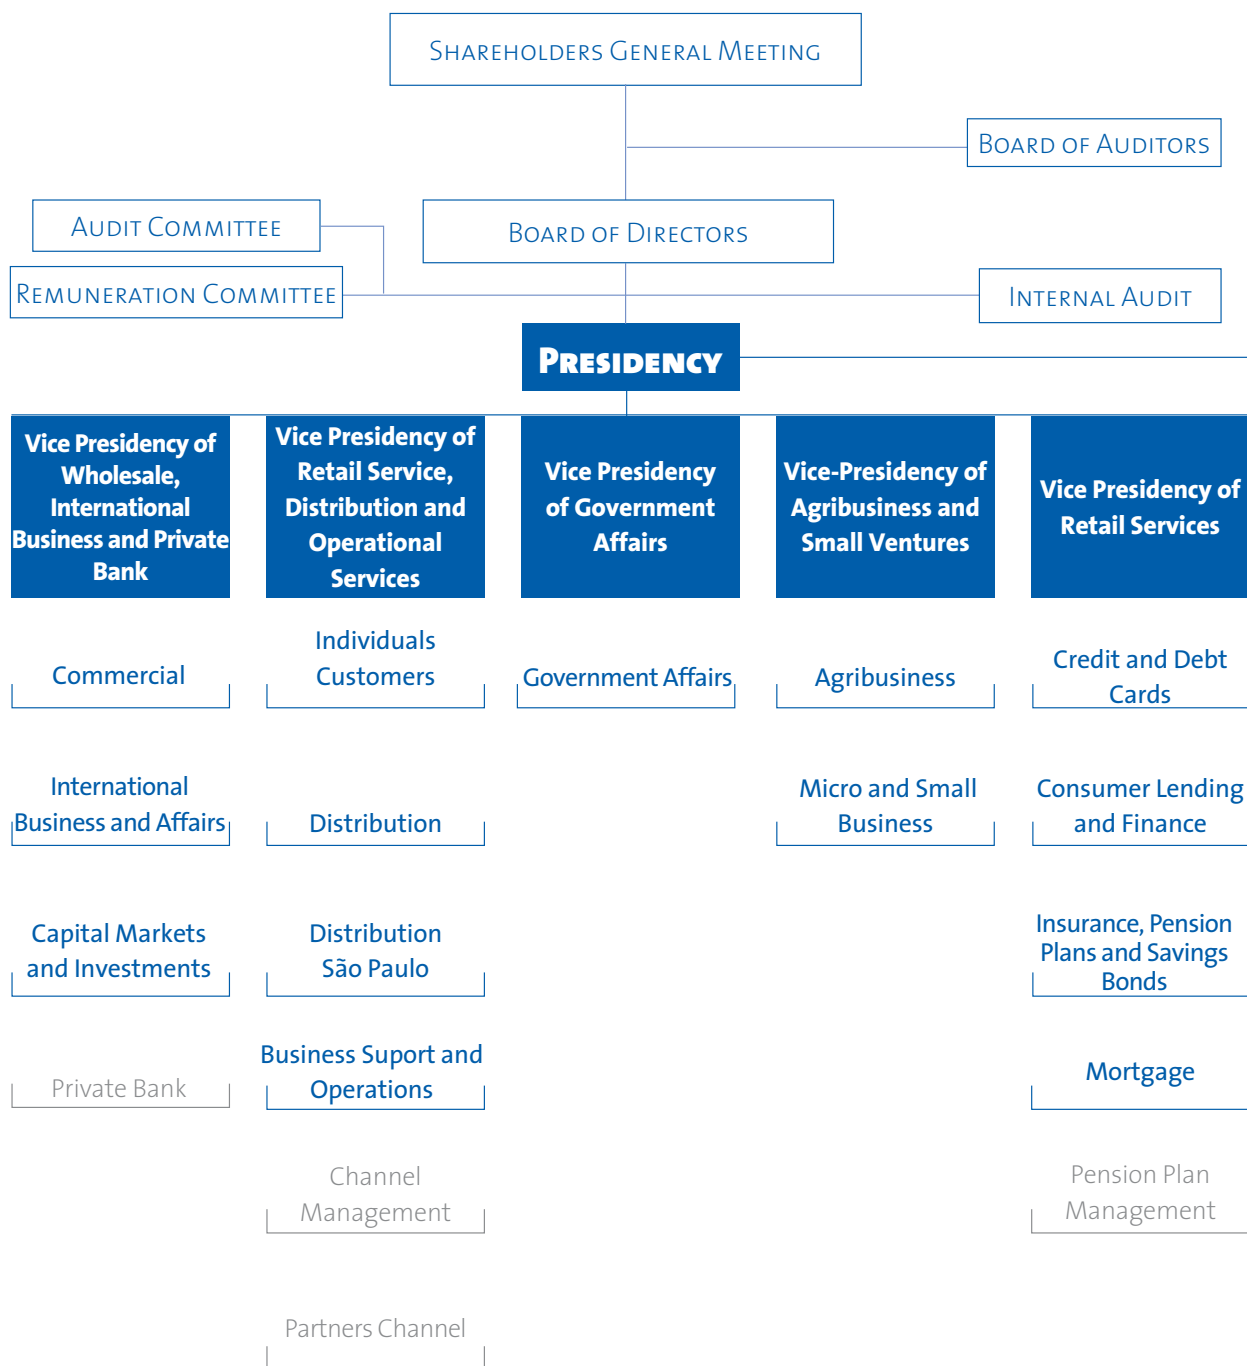 SHAREHOLDERS GENERAL MEETING
BOARD OF AUDITORS
AUDIT COMMITTEE
BOARD OF DIRECTORS
REMUNERATION COMMITTEE
INTERNAL AUDIT
PRESIDENCY
Vice Presidency of
Wholesale,
International
Business and Private
Bank
Vice Presidency of
Retail Service,
Distribution and
Operational
Services
Vice Presidency
of Government
Affairs
Vice-Presidency of
Agribusiness and
Small Ventures
Vice Presidency of
Retail Services
Commercial
Individuals
Customers
Government Affairs
Agribusiness
Credit and Debt
Cards
International
Business and Affairs
Distribution
Micro and Small
Business
Consumer Lending
and Finance
Capital Markets
and Investments
Distribution
São Paulo
Insurance, Pension
Plans and Savings
Bonds
Private Bank
Business Suport and
Operations
Mortgage
Channel
Management
Pension Plan
Management
Partners Channel